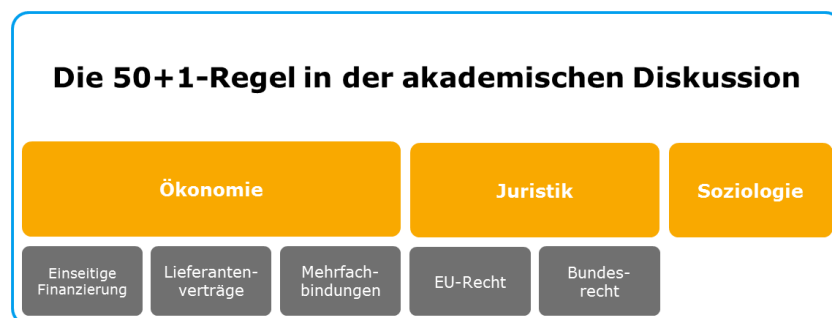 Die 50+1-Regel in der akademischen Diskussion
Ökonomie
Juristik
Soziologie
Einseitige
Finanzierung
Lieferanten-
verträge
Mehrfach-
bindungen
EU-Recht
Bundes-
recht